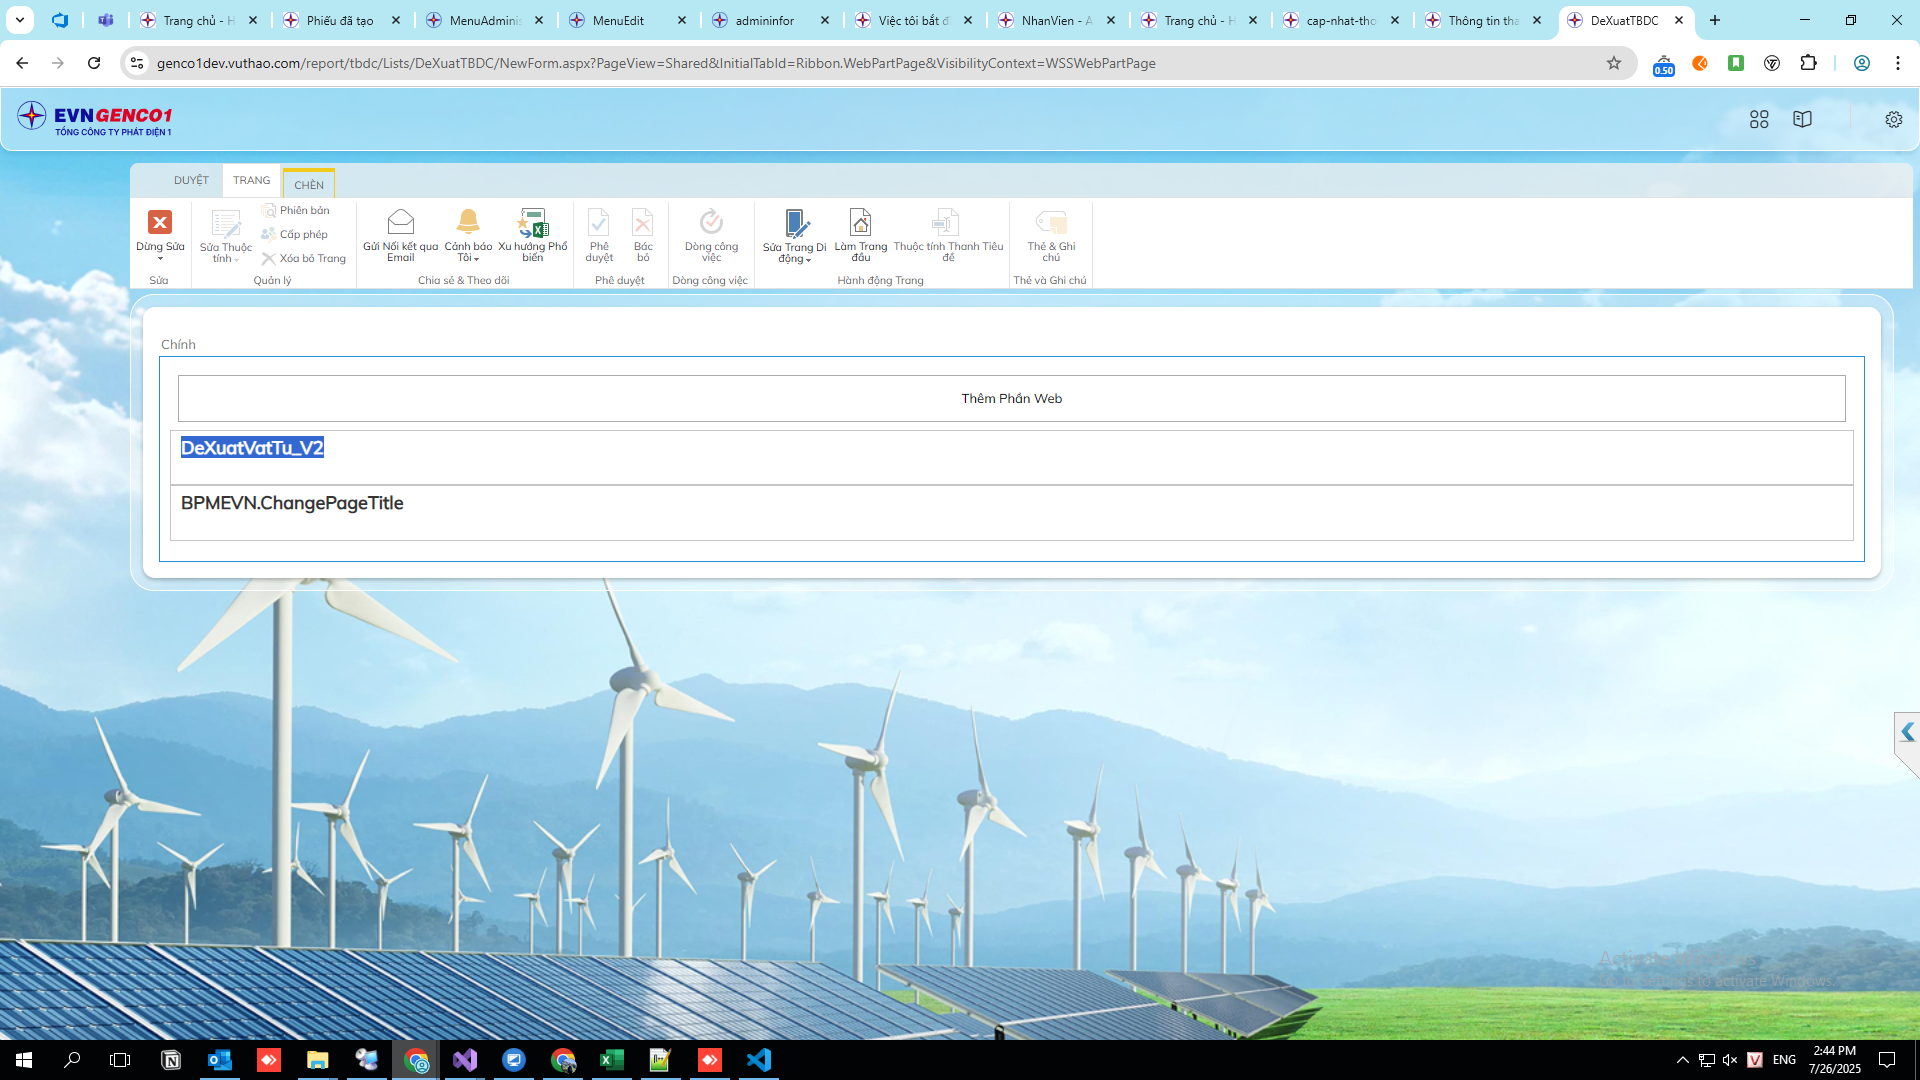 Trang chủ - H
Phiếu đã tạo
MenuAdminis
MenuEdit
admininfor
Việc tôi bắt đ
NhanVien - A
Trang chủ - H
cap-nhat-tho
Thông tin tha
DeXuatTBDC
genco1dev.vuthao.com/report/tbdc/Lists/DeXuatTBDC/NewForm.aspx?PageView=Shared&InitialTabId=Ribbon.WebPartPage&VisibilityContext=WSSWebPartPage
0.50
EVNGENCO1
TỔNG CÔNG TY PHÁT ĐIỆN 1
DUYỆT
TRANG
CHÈN
Dừng Sửa
Sửa
Sửa Thuộc
tính
Phiên bản
Cấp phép
Xóa bỏ Trang
Quản lý
Gửi Nối kết qua
Email
Cảnh báo
Tôi
Xu hướng Phổ
biến
Chia sẻ & Theo dõi
Phê
duyệt
Bác
bỏ
Phê duyệt
Dòng công
việc
Dòng công việc
Sửa Trang Di
động
Làm Trang
đầu
Thuộc tính Thanh Tiêu
đề
Hành động Trang
Thẻ & Ghi
chú
Thẻ và Ghi chú
Chính
Thêm Phần Web
DeXuatVatTu_V2
BPMEVN.ChangePageTitle
to activate Windows.
ENG
2:44 PM
7/26/2025